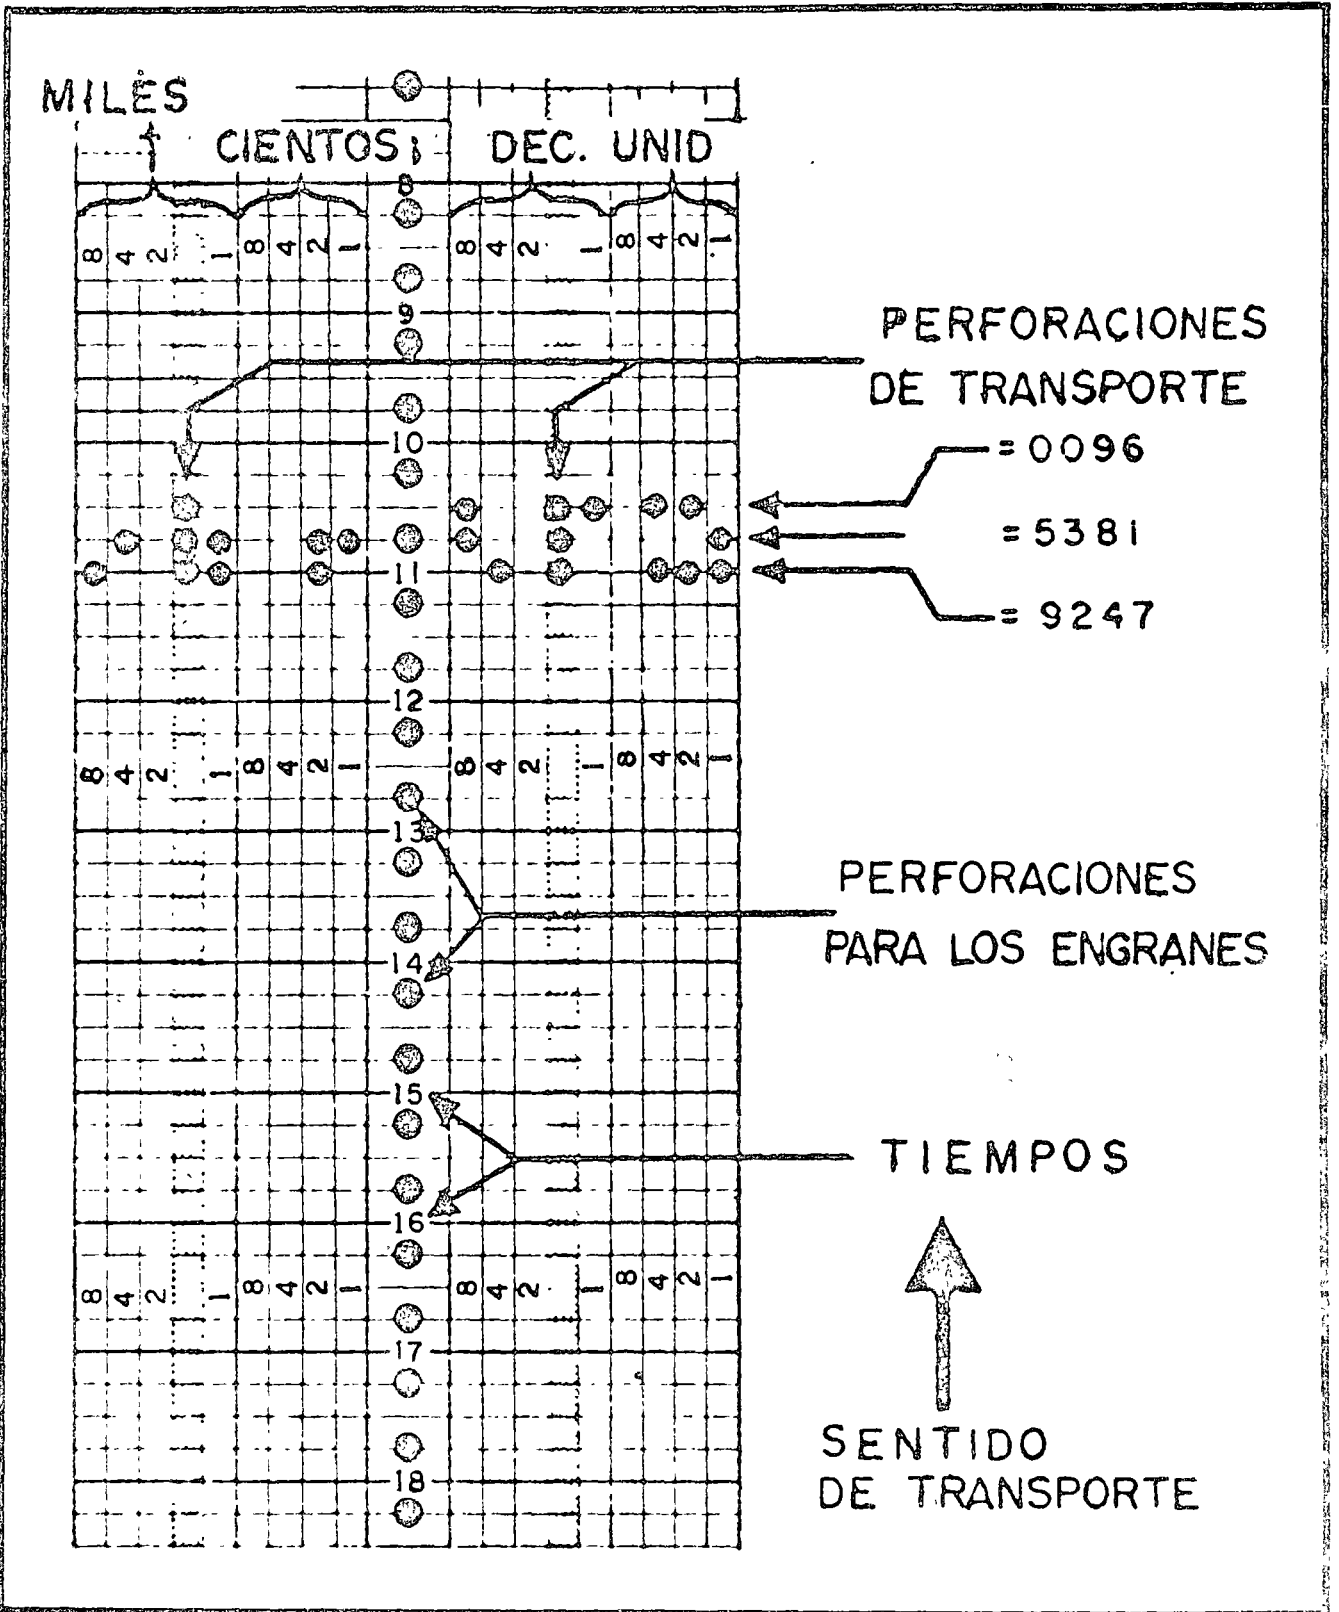 MILES
CIENTOS; DEC. UNID
8
8 4 2 1 8 4 2 1 8 4 2 1 8 4 2 1
9
PERFORACIONES
DE TRANSPORTE
10
=0096
=5381
11
=9247
12
8 4 2 1 8 4 2 1 8 4 2 1 8 4 2 1
13
PERFORACIONES
PARA LOS ENGRANES
14
15
TIEMPOS
16
8 4 2 1 8 4 2 1 8 4 2 1 8 4 2 1
17
SENTIDO
DE TRANSPORTE
18